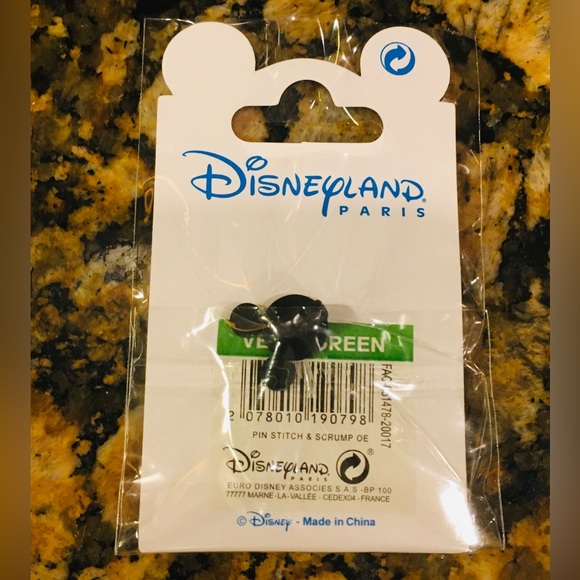 Disneyland®
PARIS
GREEN
2 078010 190798
PIN STITCH & SCRUMP OE
Disneyland®
PARIS
EURO DISNEY ASSOCIES S.A.S -BP 100
77777 MARNE-LA-VALLÉE - CEDEX04 - FRANCE
© Disney - Made in China